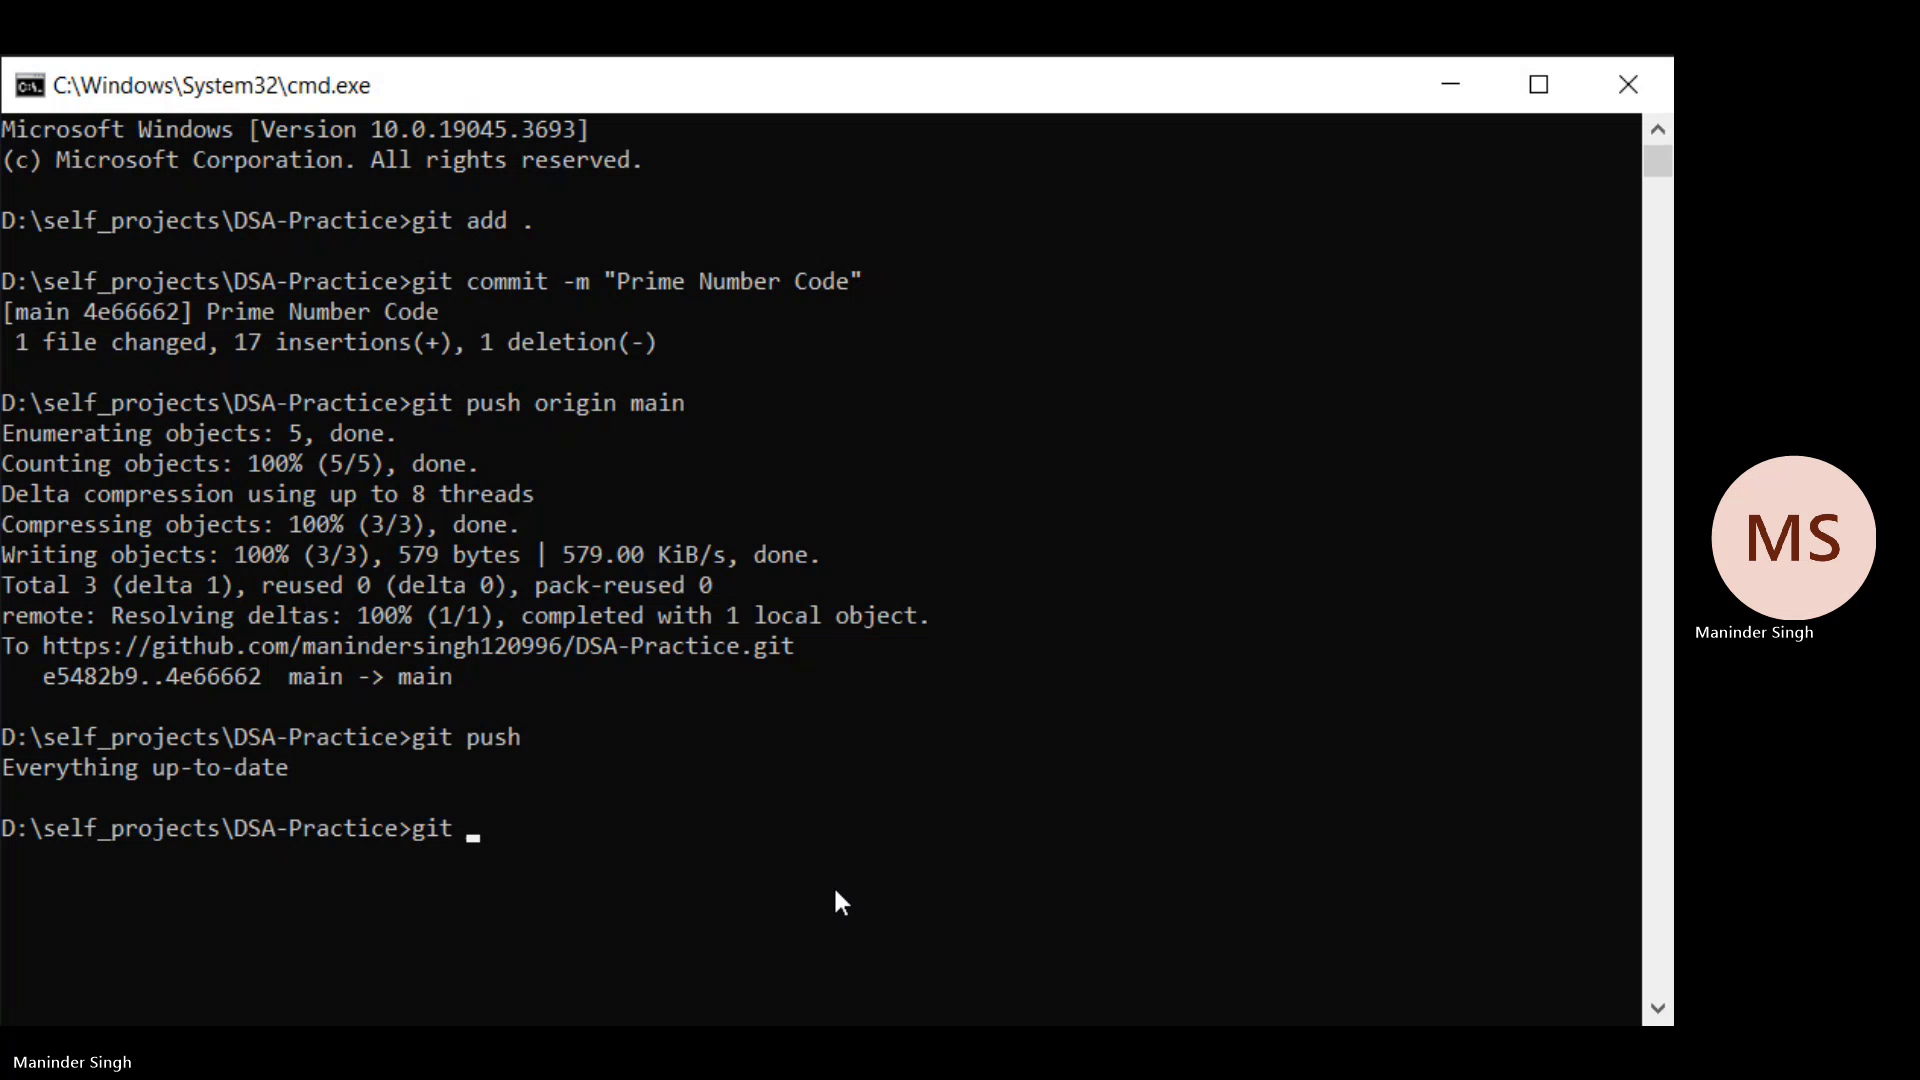 C:\Windows\System32\cmd.exe
Microsoft Windows [Version 10.0.19045.3693]
(c) Microsoft Corporation. All rights reserved.
D:\self_projects\DSA-Practice>git add .
D:\self_projects\DSA-Practice>git commit -m "Prime Number Code"
[main 4e66662] Prime Number Code
1 file changed, 17 insertions(+), 1 deletion(-)
D:\self_projects\DSA-Practice>git push origin main
Enumerating objects: 5, done.
Counting objects: 100% (5/5), done.
Delta compression using up to 8 threads
Compressing objects: 100% (3/3), done.
Writing objects: 100% (3/3), 579 bytes | 579.00 KiB/s, done.
Total 3 (delta 1), reused 0 (delta 0), pack-reused 0
remote: Resolving deltas: 100% (1/1), completed with 1 local object.
To https://github.com/manindersingh120996/DSA-Practice.git
e5482b9..4e66662  main -> main
D:\self_projects\DSA-Practice>git push
Everything up-to-date
D:\self_projects\DSA-Practice>git
MS
Maninder Singh
Maninder Singh